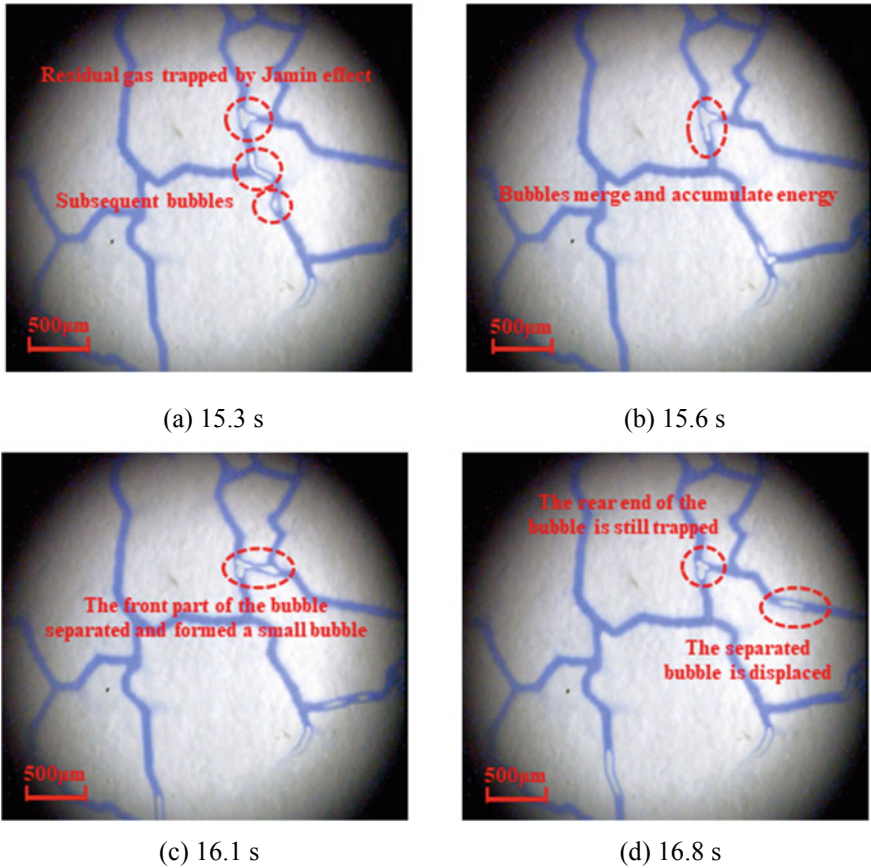 Residual gas trapped by Jamin effect
Subsequent bubbles
500μm
(a) 15.3 s
Bubbles merge and accumulate energy
500μm
(b) 15.6 s
The front part of the bubble
separated and formed a small bubble
500μm
(c) 16.1 s
The rear end of the
bubble is still trapped
The separated
bubble is displaced
500μm
(d) 16.8 s